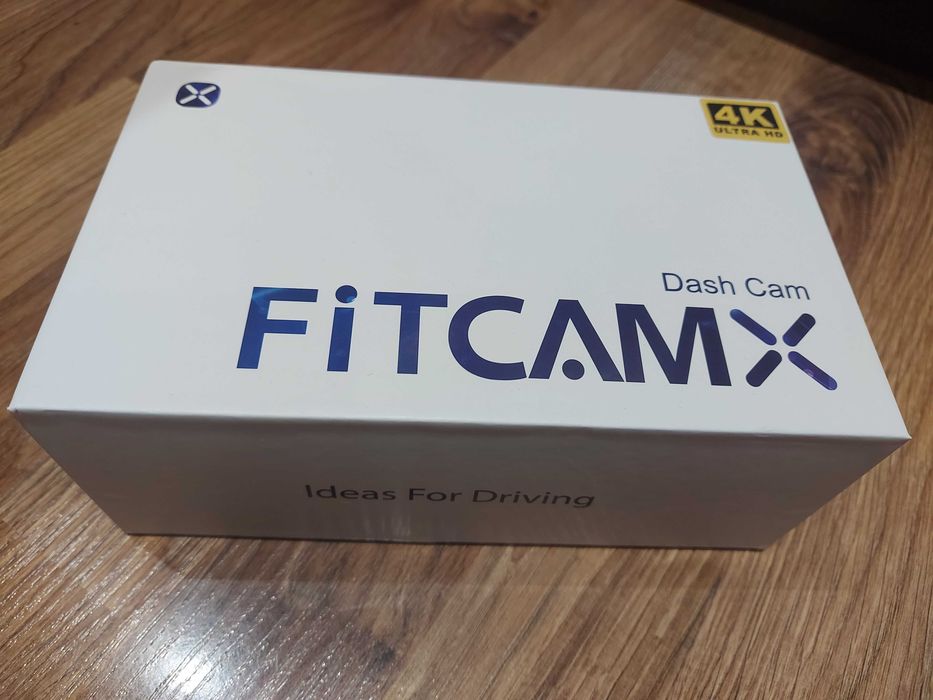 4K
ULTRA HD
Dash Cam
FiTCAMX
Ideas For Driving